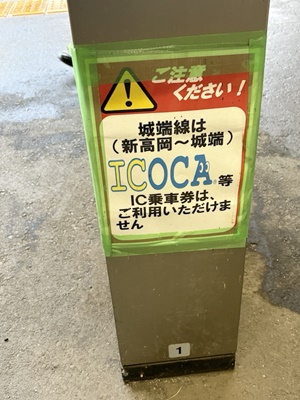 ご注意
ください！
城端線は
（新高岡〜城端）
ICOCA等
IC乗車券は、
ご利用いただけま
せん
1